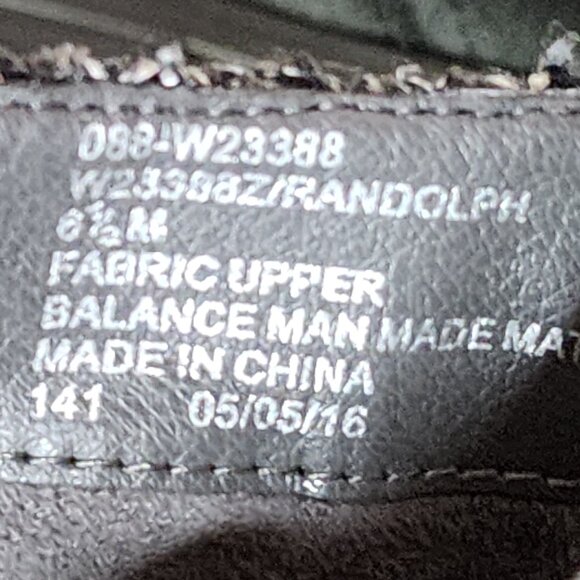 088-W23388
W23388Z/RANDOLPH
6½M
FABRIC UPPER
BALANCE MAN MADE MAT
MADE IN CHINA
141 05/05/16